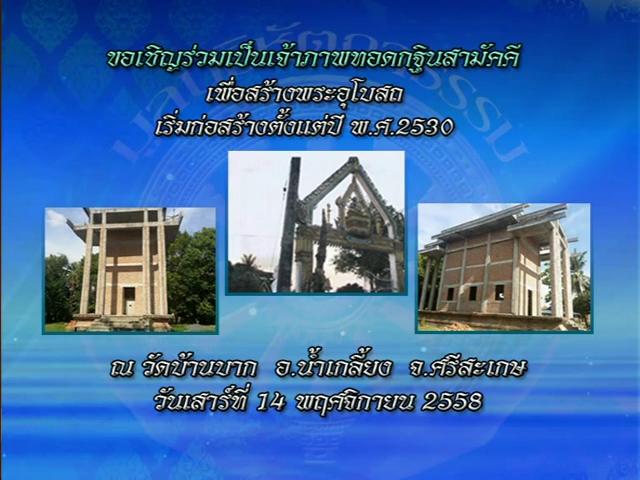 ขอเชิญร่วมเป็นเจ้าภาพทอดกฐินสามัคคี
เพื่อสร้างพระอุโบสถ
เริ่มก่อสร้างตั้งแต่ปี พ.ศ.2530
ณ วัดบ้านบาก อ.น้ำเกลี้ยง จ.ศรีสะเกษ
วันเสาร์ที่ 14 พฤศจิกายน 2558